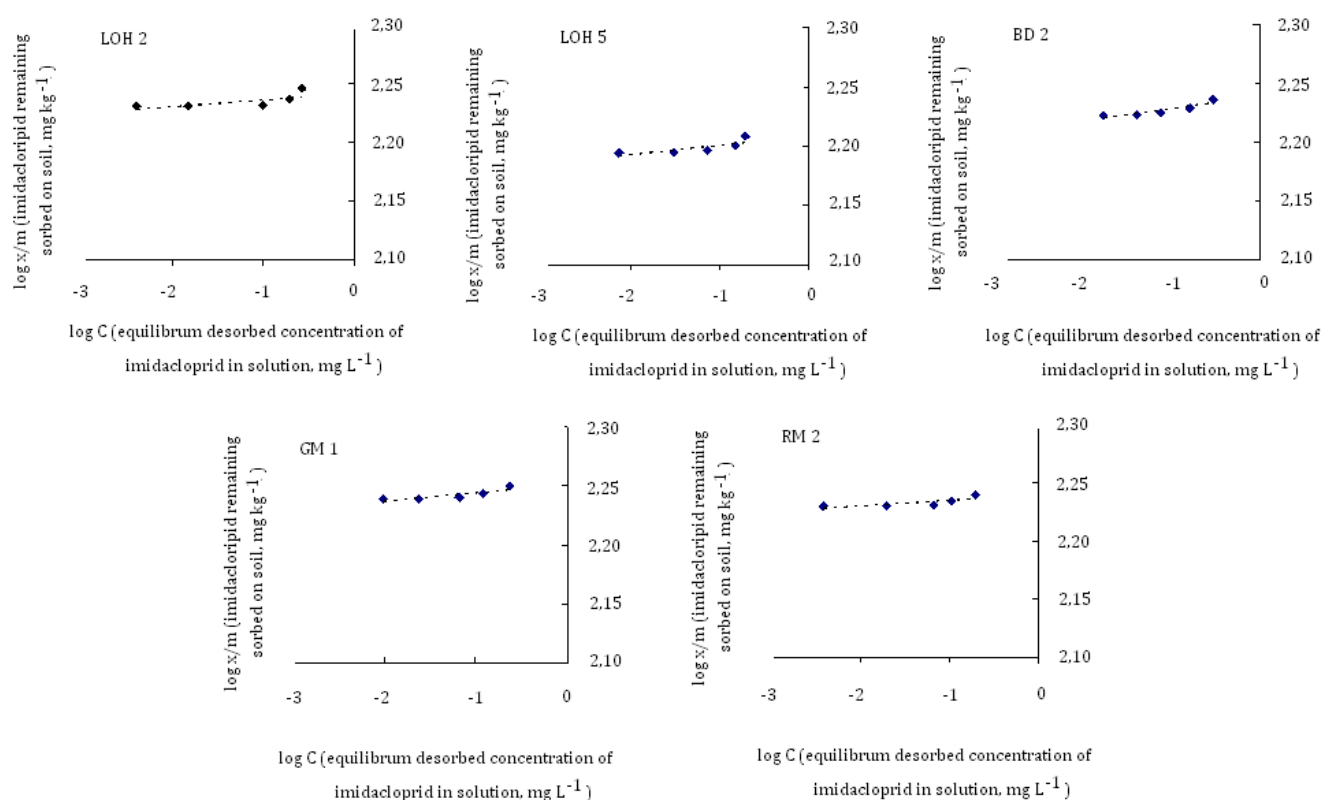 LOH 2
log x/m (imidacloripid remaining
sorbed on soil, mg kg-1. )
2,30
2,25
2,20
2,15
2,10
-3 -2 -1 0
log C (equilibrum desorbed concentration of
imidacloprid in solution, mg L-1 )
LOH 5
log x/m (imidacloripid remaining
sorbed on soil, mg kg-1. )
2,30
2,25
2,20
2,15
2,10
-3 -2 -1 0
log C (equilibrum desorbed concentration of
imidacloprid in solution, mg L-1 )
BD 2
log x/m (imidacloripid remaining
sorbed on soil, mg kg-1. )
2,30
2,25
2,20
2,15
2,10
-3 -2 -1 0
log C (equilibrum desorbed concentration of
imidacloprid in solution, mg L-1 )
GM 1
log x/m (imidacloripid remaining
sorbed on soil, mg kg-1. )
2,30
2,25
2,20
2,15
2,10
-3 -2 -1 0
log C (equilibrum desorbed concentration of
imidacloprid in solution, mg L-1 )
RM 2
log x/m (imidacloripid remaining
sorbed on soil, mg kg-1. )
2,30
2,25
2,20
2,15
2,10
-3 -2 -1 0
log C (equilibrum desorbed concentration of
imidacloprid in solution, mg L-1 )